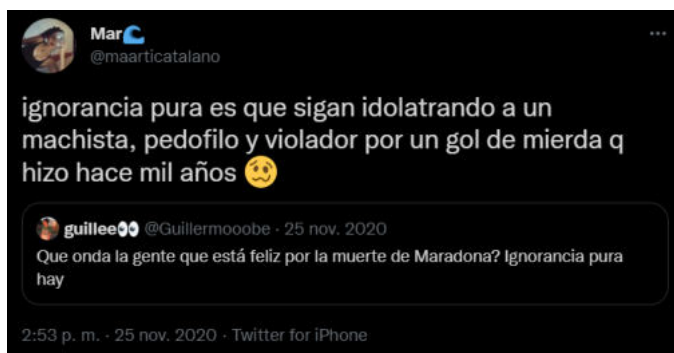 Mar🌊
@maarticatalano
ignorancia pura es que sigan idolatrando a un
machista, pedofilo y violador por un gol de mierda q
hizo hace mil años 🥴
guillee👀 @Guillermooobe · 25 nov. 2020
Que onda la gente que está feliz por la muerte de Maradona? Ignorancia pura
hay
2:53 p. m. · 25 nov. 2020 · Twitter for iPhone